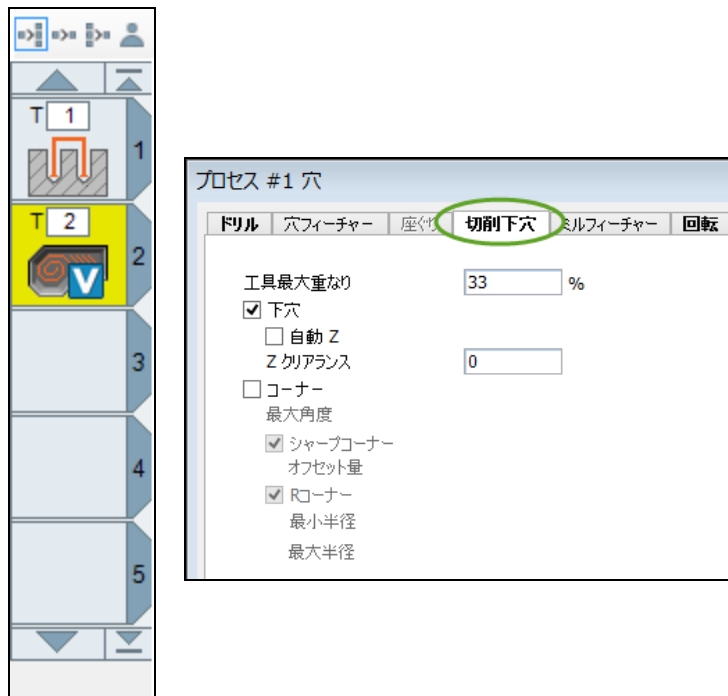 T 1
1
T 2
V
2
3
4
5
プロセス #1 穴
ドリル 穴フィーチャー 座ぐり 切削下穴 ミルフィーチャー 回転
工具最大重なり 33 %
下穴
自動 Z
Z クリアランス 0
コーナー
最大角度
シャープコーナー
オフセット量
Rコーナー
最小半径
最大半径